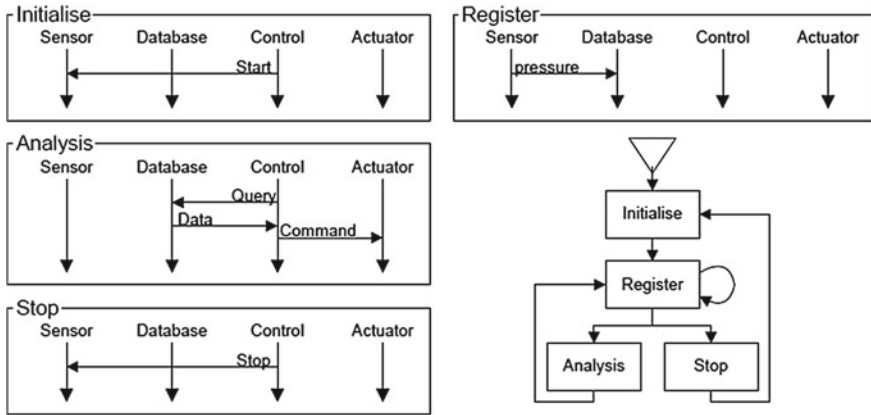 Initialise
Sensor Database Control Actuator
Start
Register
Sensor Database Control Actuator
pressure
Analysis
Sensor Database Control Actuator
Query
Data
Command
Stop
Sensor Database Control Actuator
Stop
Initialise
Register
Analysis Stop